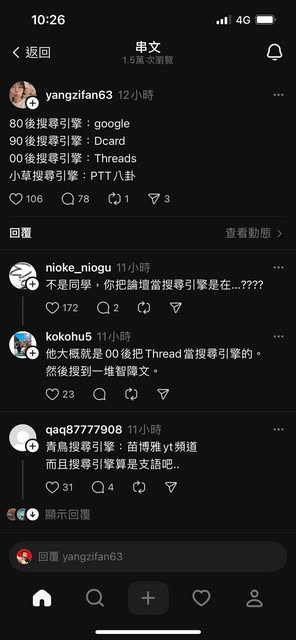 10:26
4G
返回
串文
1.5萬 次瀏覽
yangzifan63 12小時
80後搜尋引擎：google
90後搜尋引擎：Dcard
00後搜尋引擎：Threads
小草搜尋引擎：PTT八卦
106 78 1 3
回覆
查看動態
nioke_niogu 11小時
不是同學，你把論壇當搜尋引擎是在...????
172 2
kokohu5 11小時
他大概就是00後把Thread當搜尋引擎的。
然後搜到一堆智障文。
23
qaq87777908 11小時
青鳥搜尋引擎：苗博雅yt頻道
而且搜尋引擎算是支語吧..
31 4
顯示回覆
回覆 yangzifan63